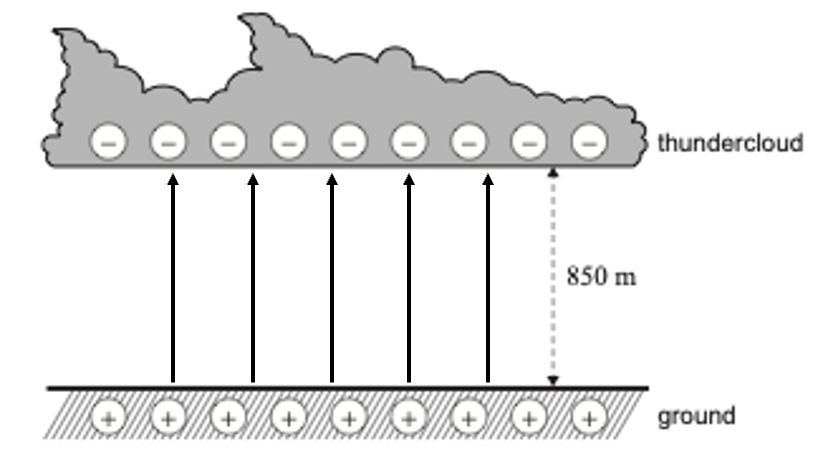 − − − − − − − − −
thundercloud
850 m
+ + + + + + + + +
ground